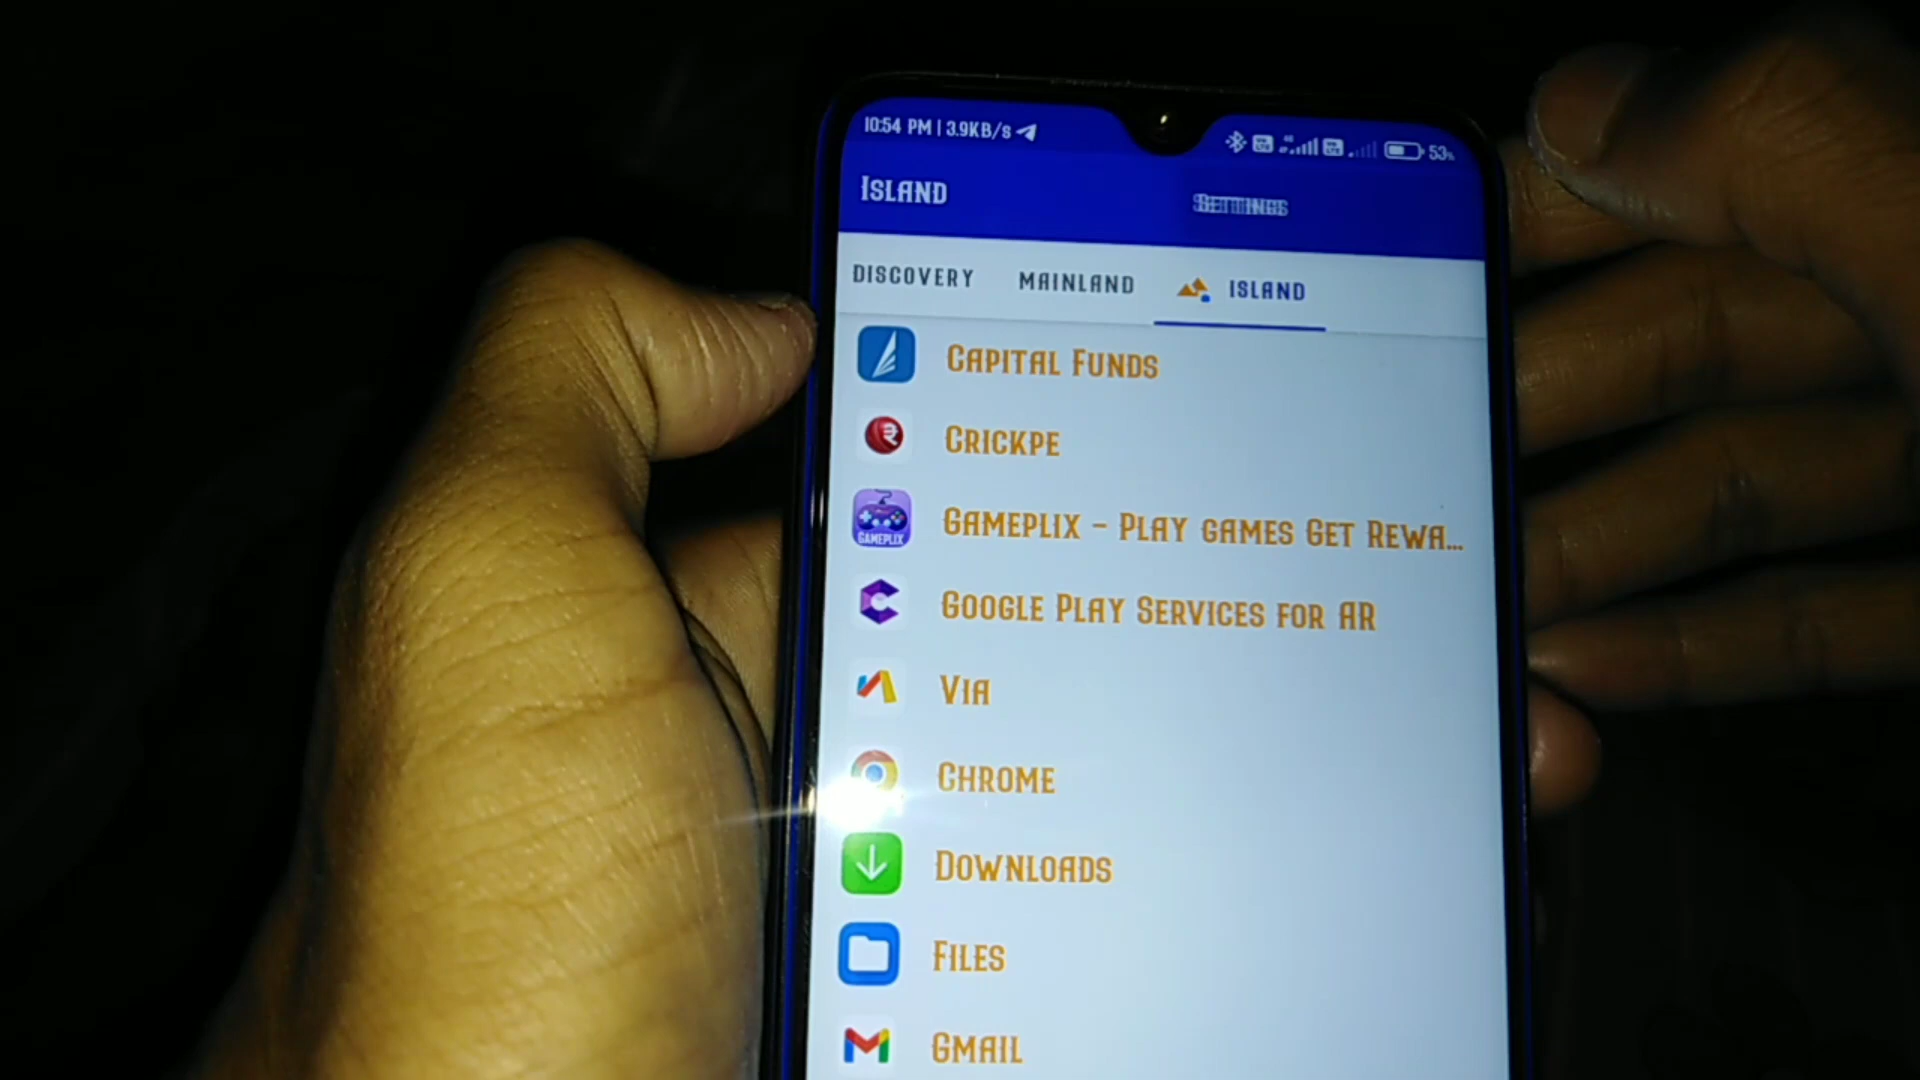 10:54 PM | 3.9KB/s 53%
ISLAND SETTINGS
DISCOVERY MAINLAND ISLAND
CAPITAL FUNDS
CRICKPE
GAMEPLIX - PLAY GAMES GET REWA...
GAMEPLIX
GOOGLE PLAY SERVICES FOR AR
VIA
CHROME
DOWNLOADS
FILES
GMAIL